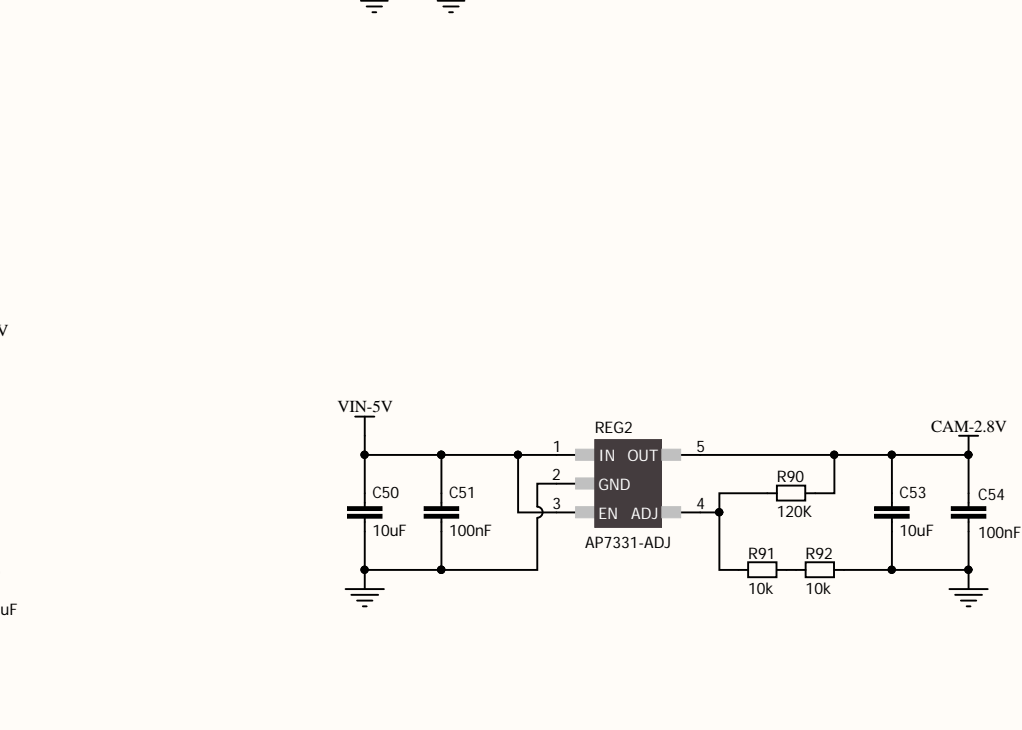 V
VIN-5V
REG2
CAM-2.8V
1
IN OUT
5
2
GND
R90
C50
C51
C53
C54
3
EN ADJ
4
120K
10uF
100nF
10uF
100nF
AP7331-ADJ
R91
R92
10k
10k
uF